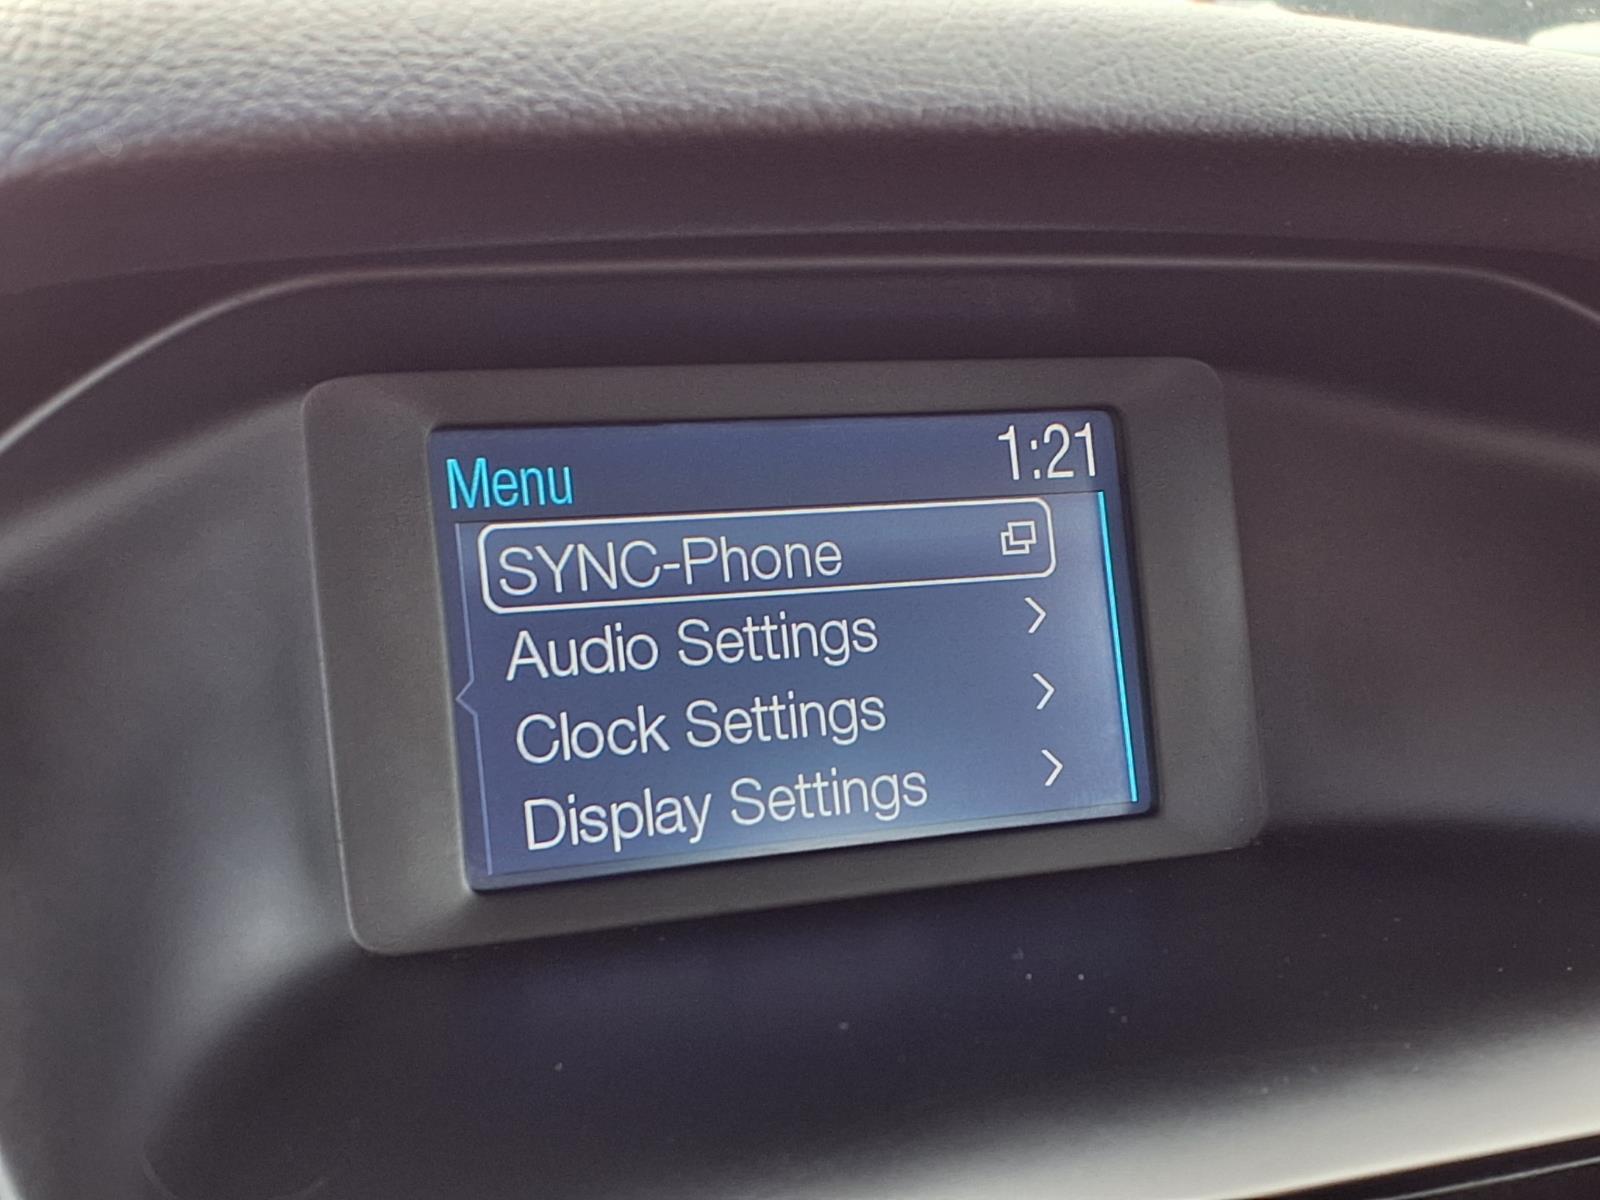 Menu 1:21
SYNC-Phone
Audio Settings
Clock Settings
Display Settings